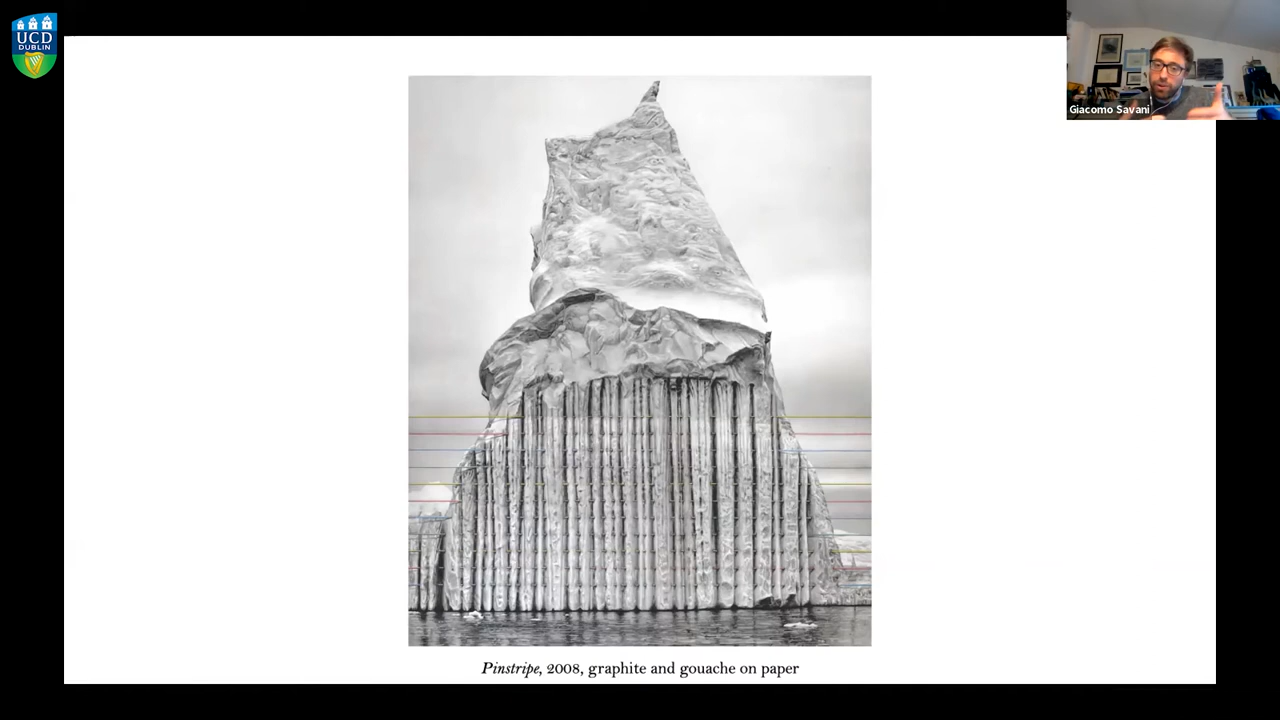 UCD
DUBLIN
Giacomo Savani
Pinstripe, 2008, graphite and gouache on paper